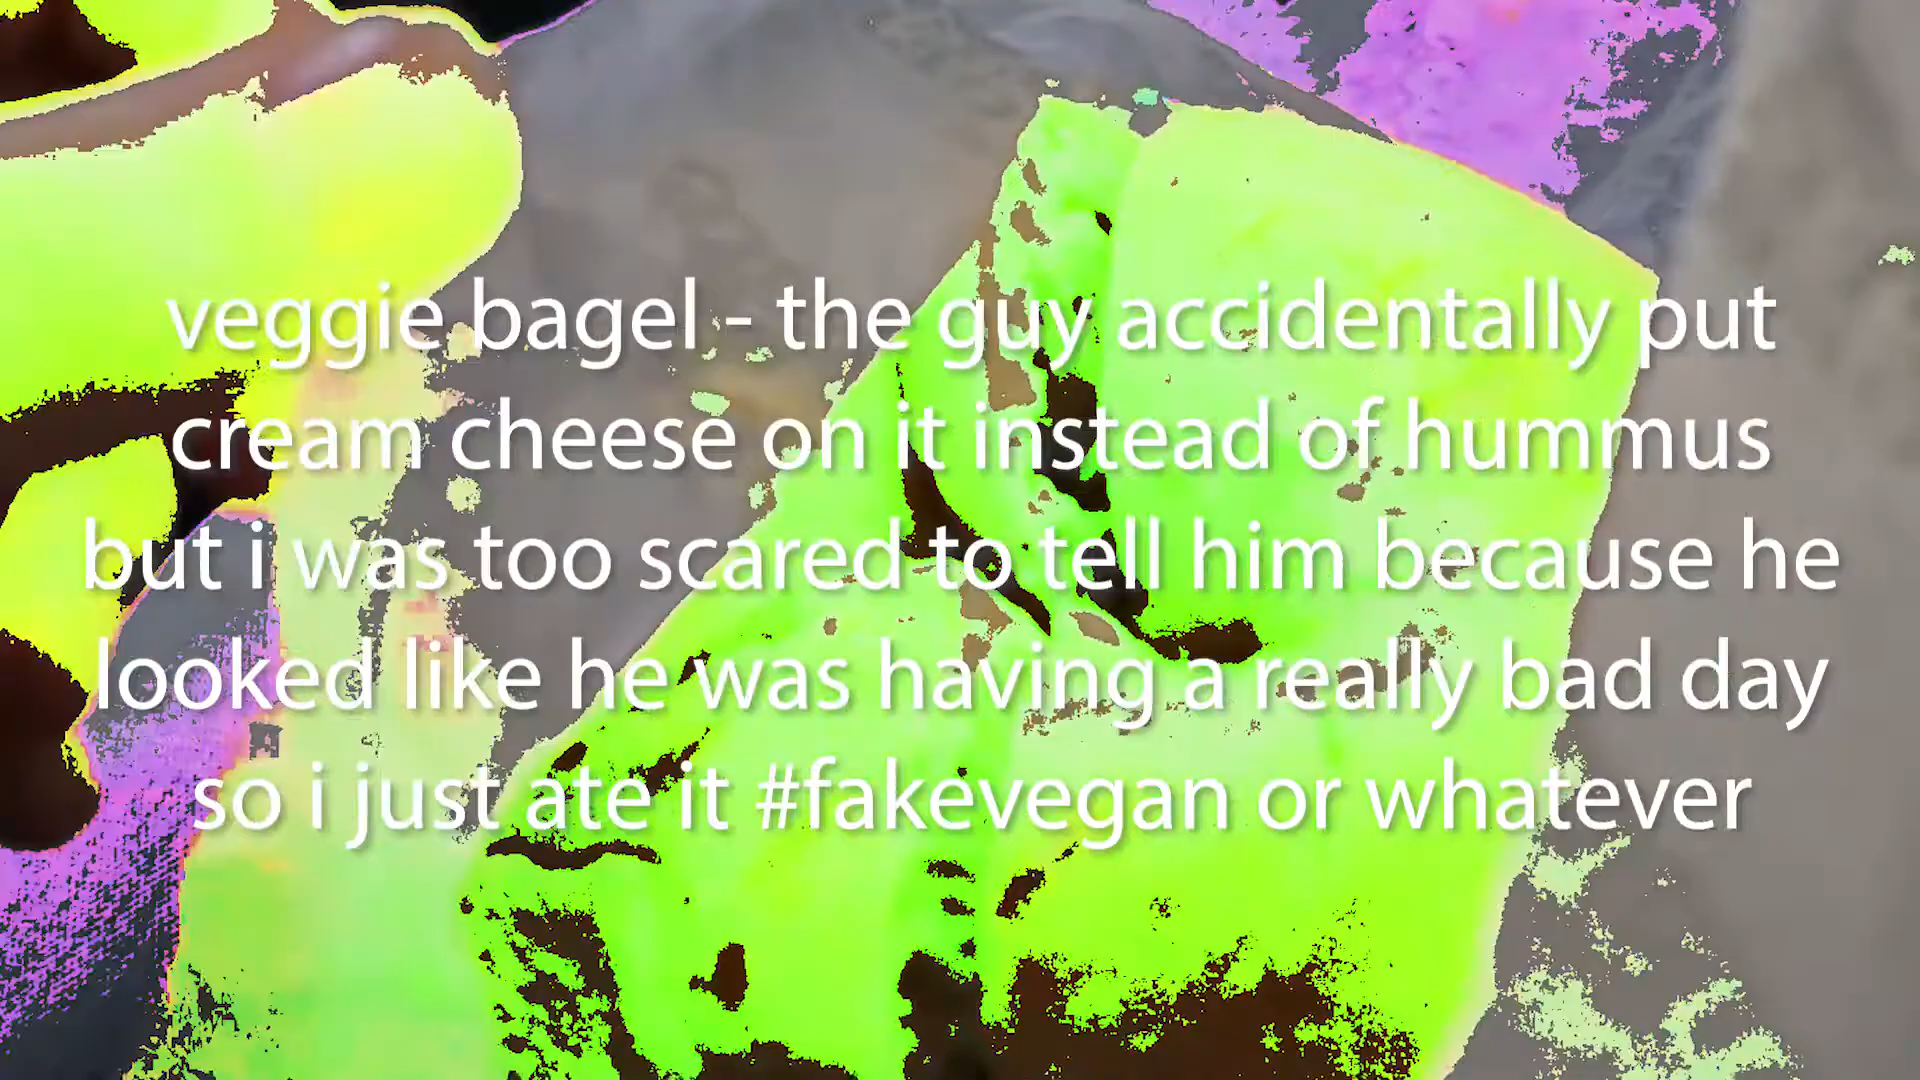 veggie bagel - the guy accidentally put
cream cheese on it instead of hummus
but i was too scared to tell him because he
looked like he was having a really bad day
so i just ate it #fakevegan or whatever